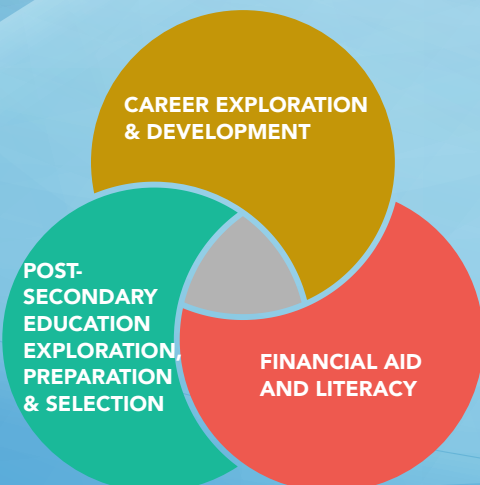 CAREER EXPLORATION
& DEVELOPMENT
POST-
SECONDARY
EDUCATION
EXPLORATION,
PREPARATION
& SELECTION
FINANCIAL AID
AND LITERACY